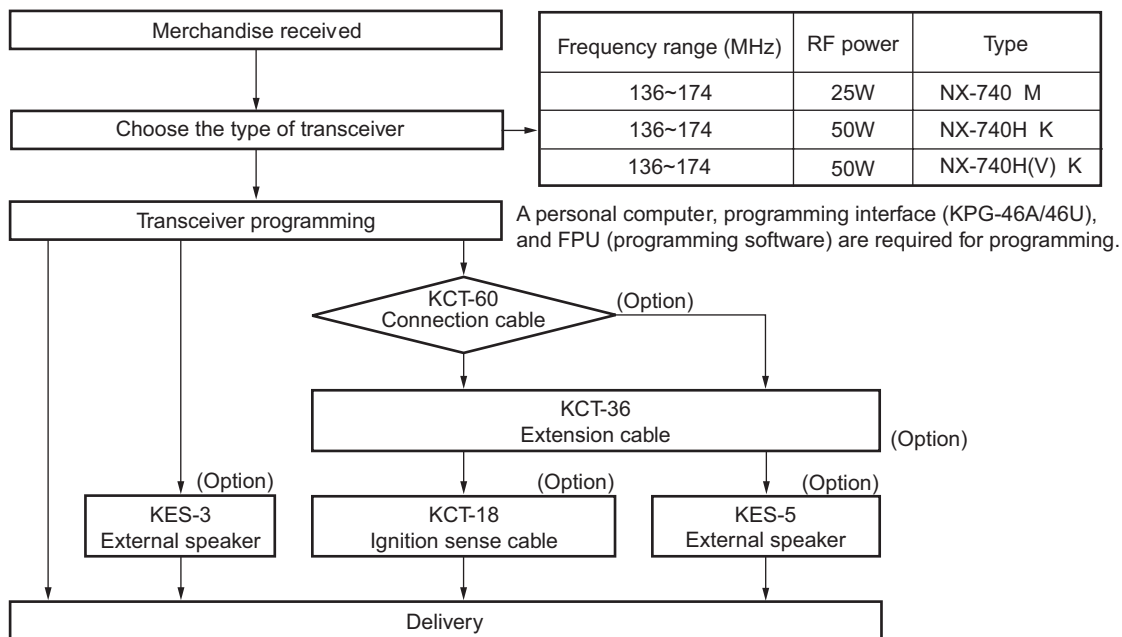 Merchandise received
Frequency range (MHz) RF power Type
136~174 25W NX-740 M
Choose the type of transceiver
136~174 50W NX-740H K
136~174 50W NX-740H(V) K
Transceiver programming
A personal computer, programming interface (KPG-46A/46U),
and FPU (programming software) are required for programming.
KCT-60
Connection cable
(Option)
KCT-36
Extension cable
(Option)
(Option)
KES-3
External speaker
(Option)
KCT-18
Ignition sense cable
(Option)
KES-5
External speaker
Delivery